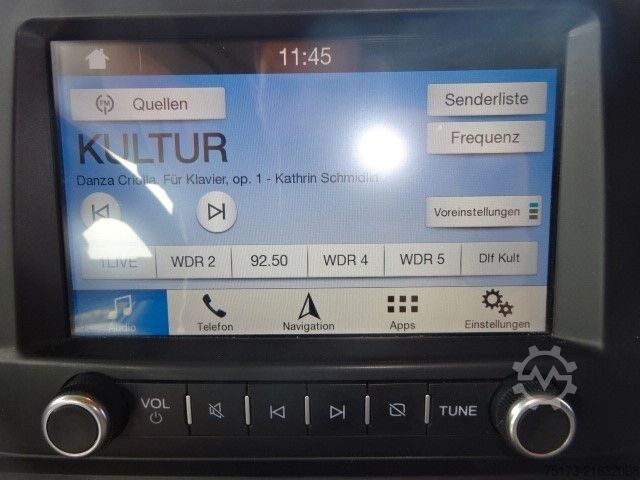 11:45
FM
Quellen
Senderliste
KULTUR
Frequenz
Danza Criolla. Für Klavier, op. 1 - Kathrin Schmidlin
Voreinstellungen
1LIVE WDR 2 92.50 WDR 4 WDR 5 Dlf Kult
Audio Telefon Navigation Apps Einstellungen
VOL TUNE